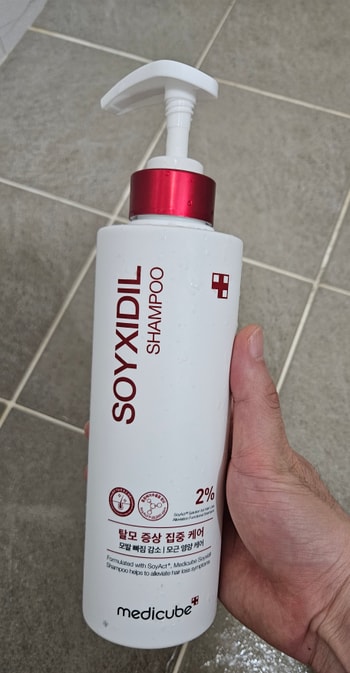 SOYXIDIL
SHAMPOO
2%
탈모 증상 집중 케어
모발 빠짐 감소 | 모근 영양 케어
Formulated with SoyAct*, Medicube Soyxidil
Shampoo helps to alleviate hair loss symptoms.
medicube